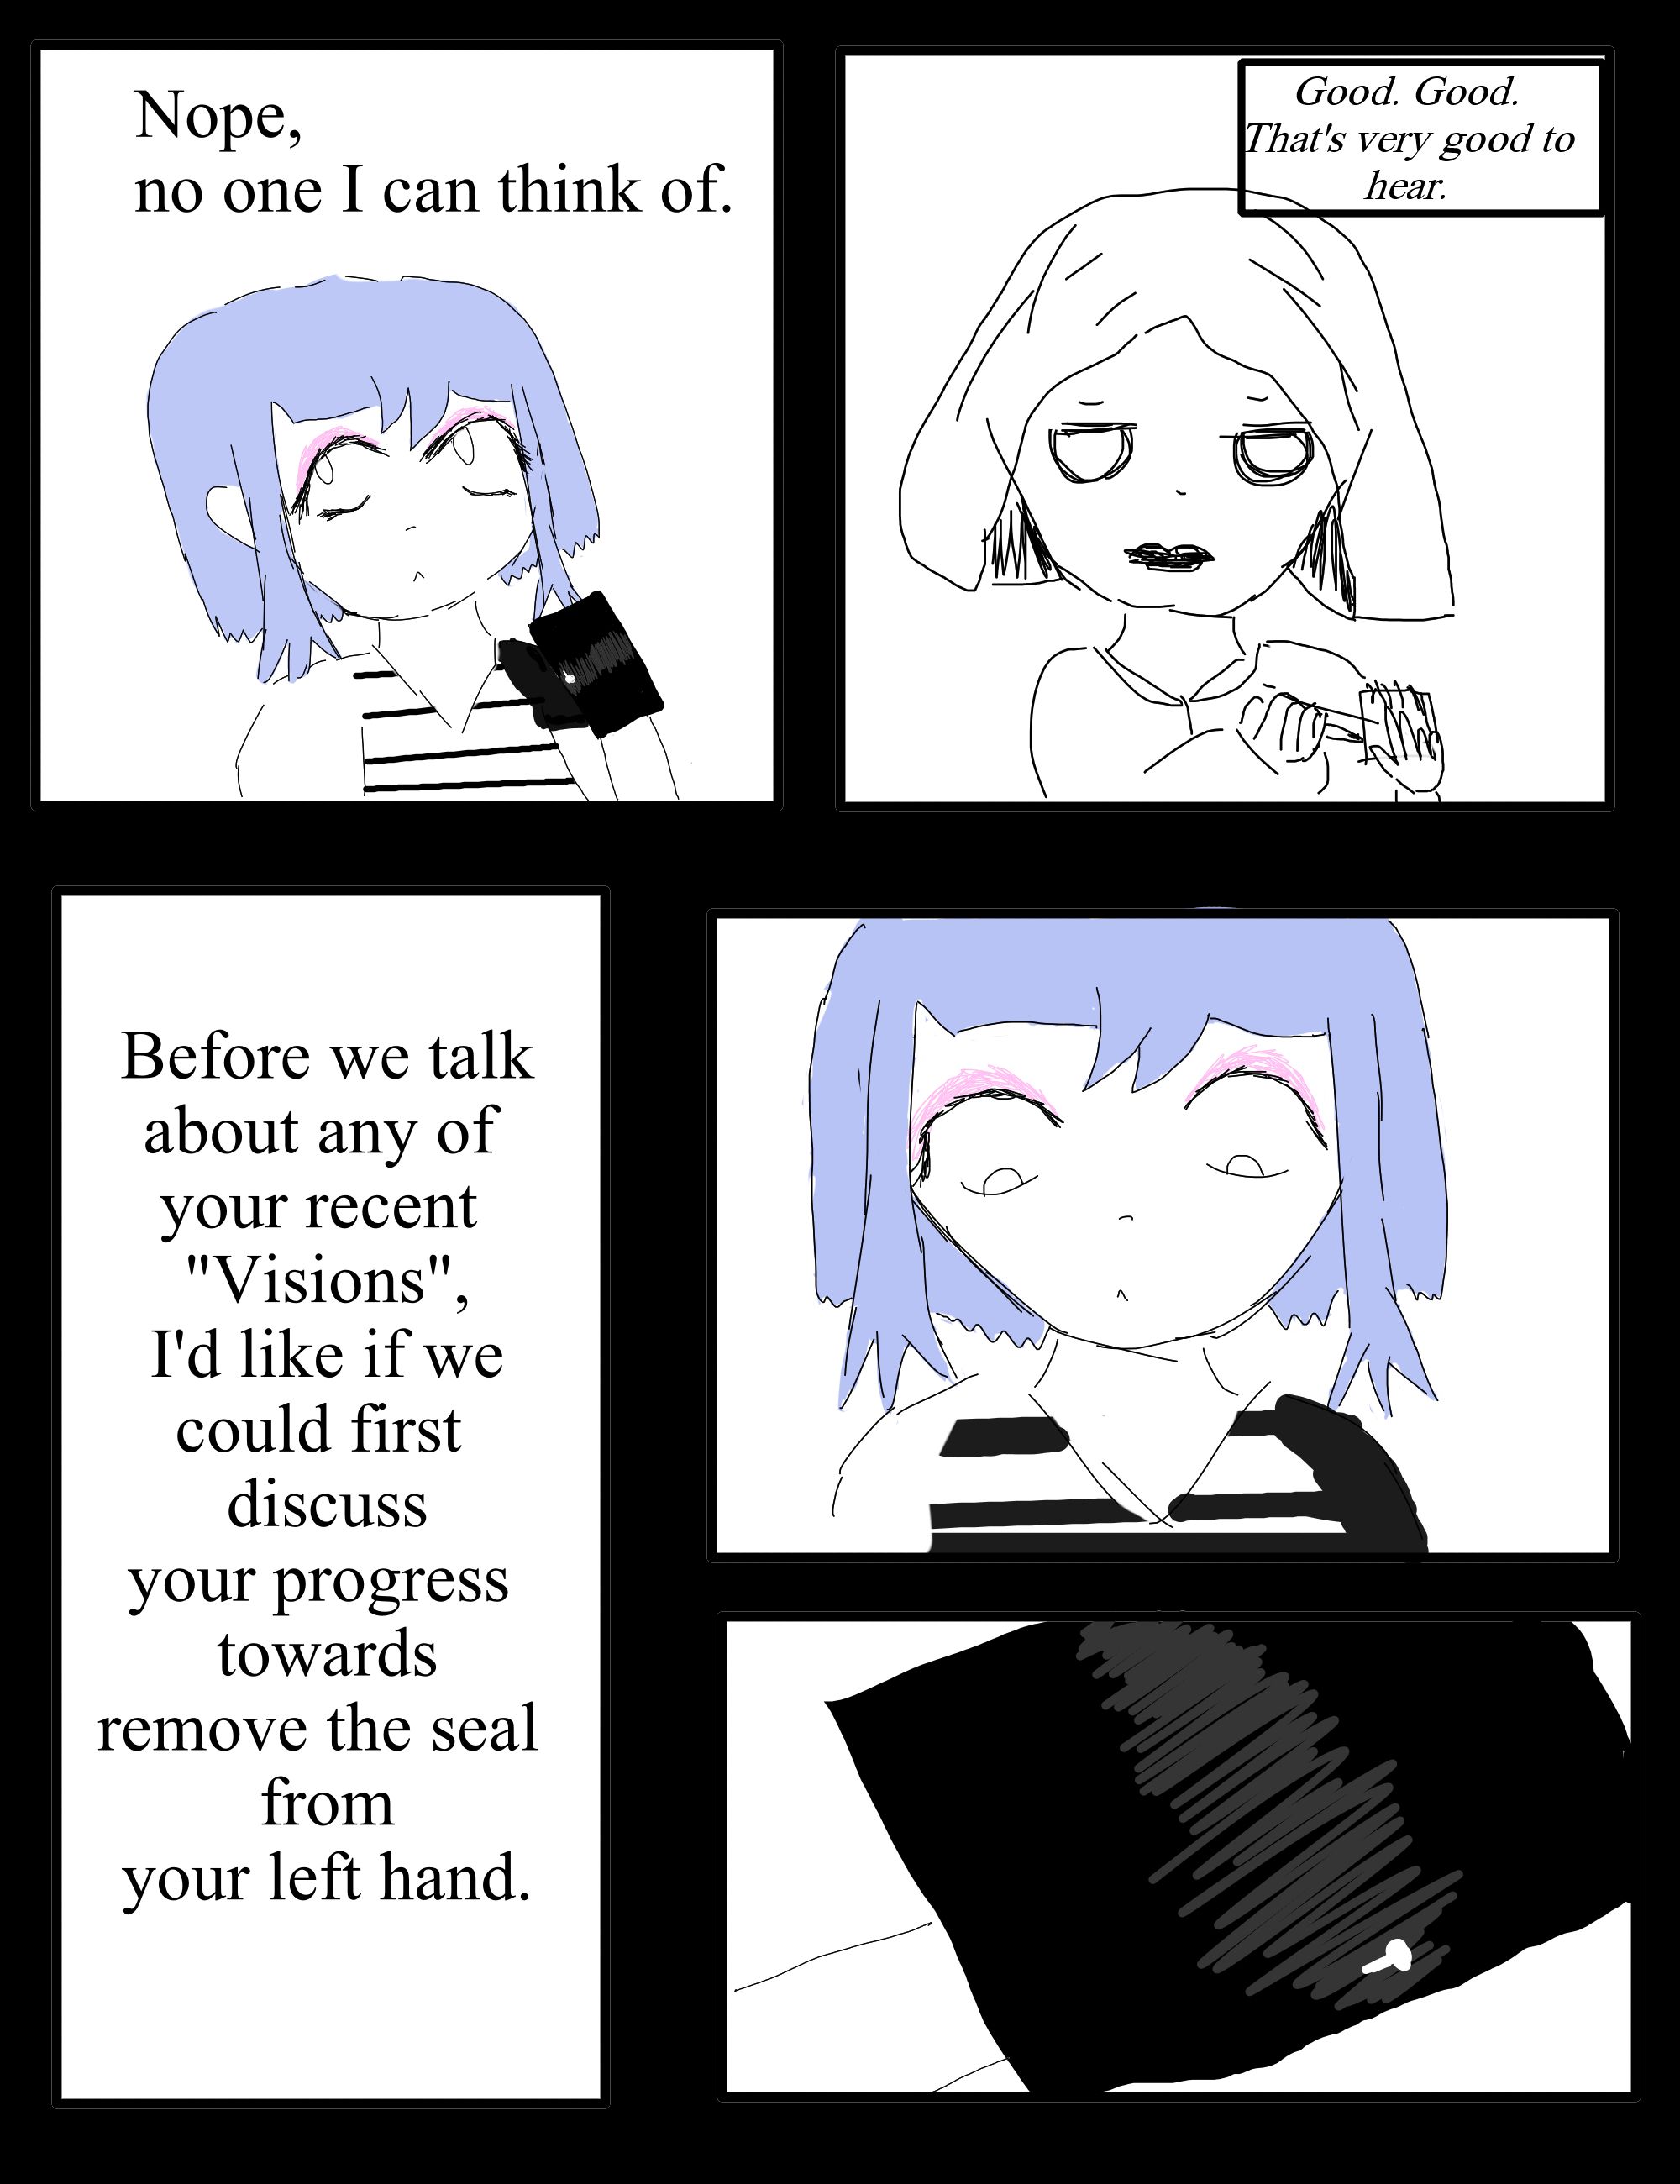 Nope,
no one I can think of.
Good. Good.
That's very good to
hear.
Before we talk
about any of
your recent
"Visions",
I'd like if we
could first
discuss
your progress
towards
remove the seal
from
your left hand.